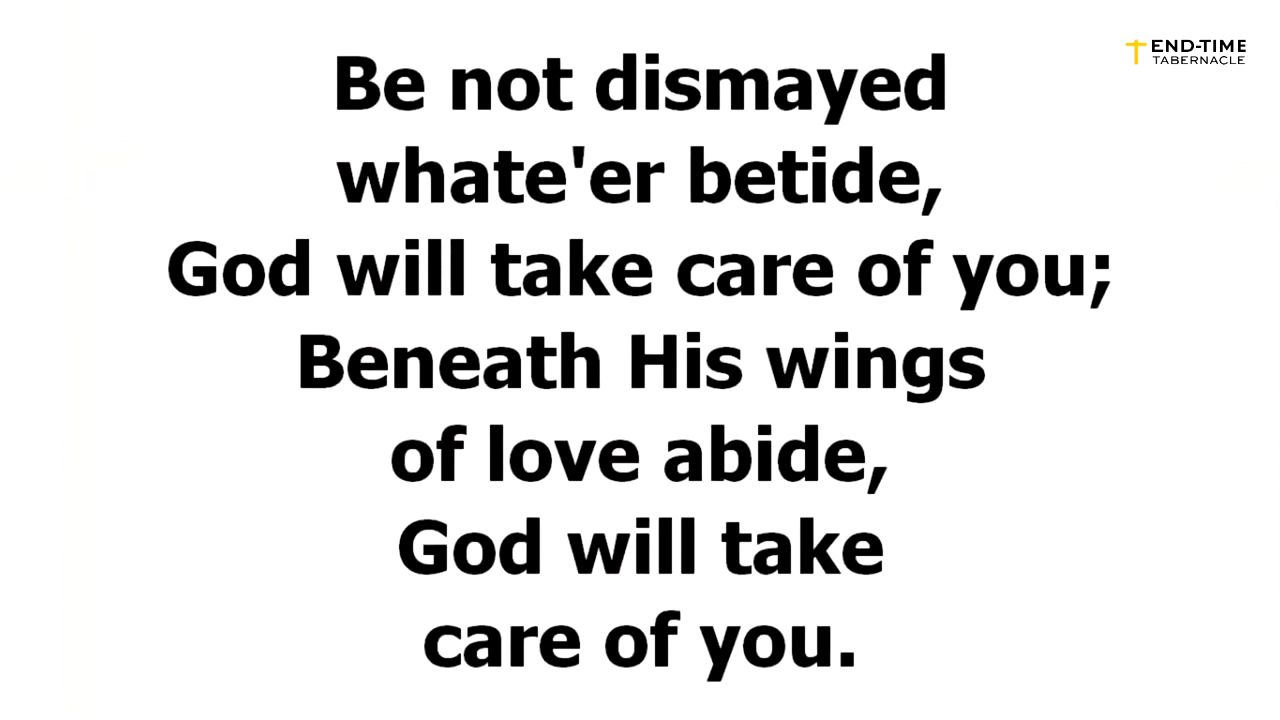 END-TIME
TABERNACLE
Be not dismayed
whate'er betide,
God will take care of you;
Beneath His wings
of love abide,
God will take
care of you.